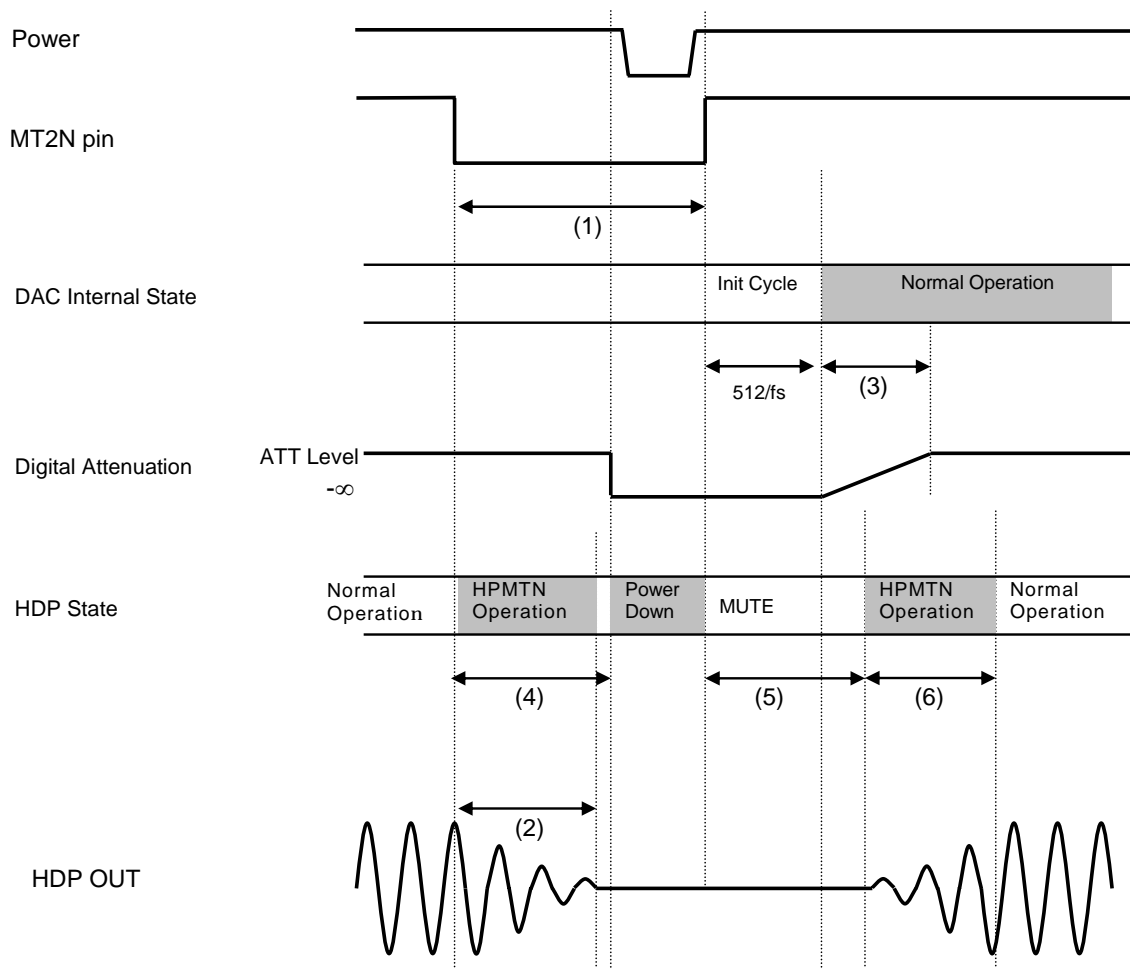 Power
MT2N pin
(1)
DAC Internal State
Init Cycle
Normal Operation
512/fs
(3)
Digital Attenuation
ATT Level
-∞
HDP State
Normal
Operation
HPMTN
Operation
Power
Down
MUTE
HPMTN
Operation
Normal
Operation
(4)
(5)
(6)
(2)
HDP OUT